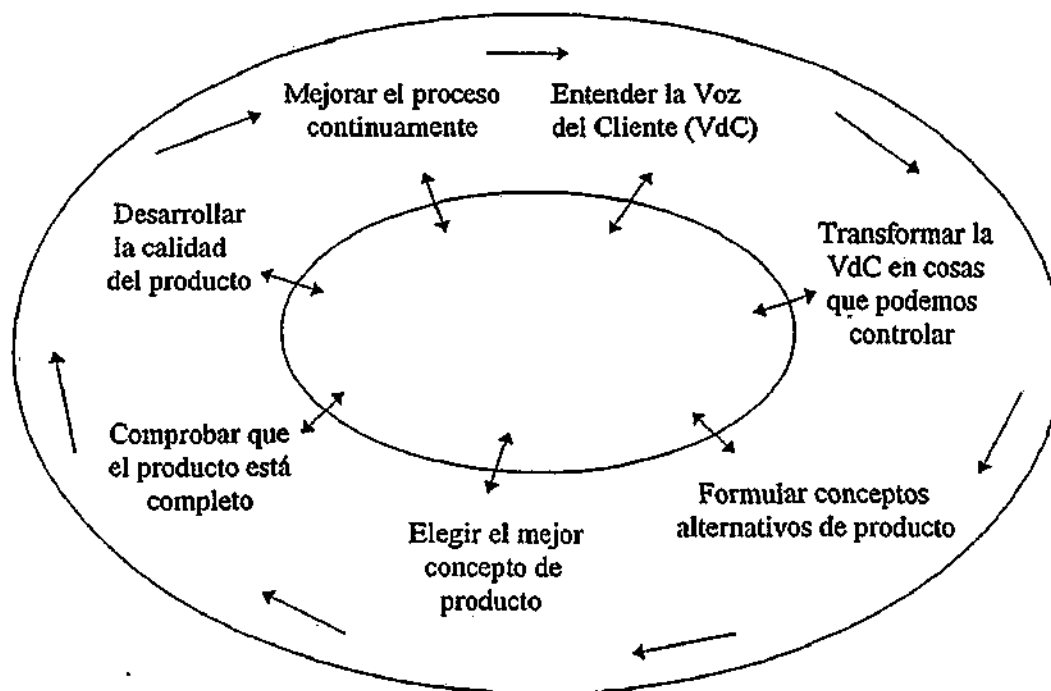 Mejorar el proceso
continuamente
Entender la Voz
del Cliente (VdC)
Transformar la
VdC en cosas
que podemos
controlar
Formular conceptos
alternativos de producto
Elegir el mejor
concepto de
producto
Comprobar que
el producto está
completo
Desarrollar
la calidad
del producto